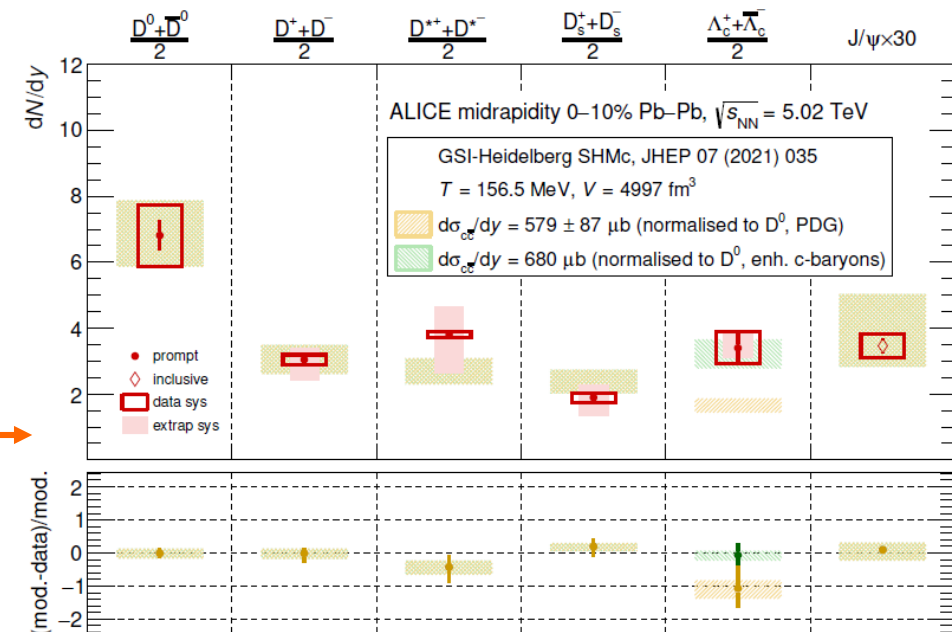 D⁰+D̅⁰
2
D⁺+D⁻
2
D*⁺+D*⁻
2
Dₛ⁺+Dₛ⁻
2
Λ_c⁺+Λ̅_c⁻
2
J/ψ×30
dN/dy
12
10
8
6
4
2
ALICE midrapidity 0–10% Pb–Pb, √s_NN = 5.02 TeV
GSI-Heidelberg SHMc, JHEP 07 (2021) 035
T = 156.5 MeV, V = 4997 fm³
dσ_cc̅/dy = 579 ± 87 μb (normalised to D⁰, PDG)
dσ_cc̅/dy = 680 μb (normalised to D⁰, enh. c-baryons)
prompt
inclusive
data sys
extrap sys
(mod.-data)/mod.
2
1
0
−1
−2